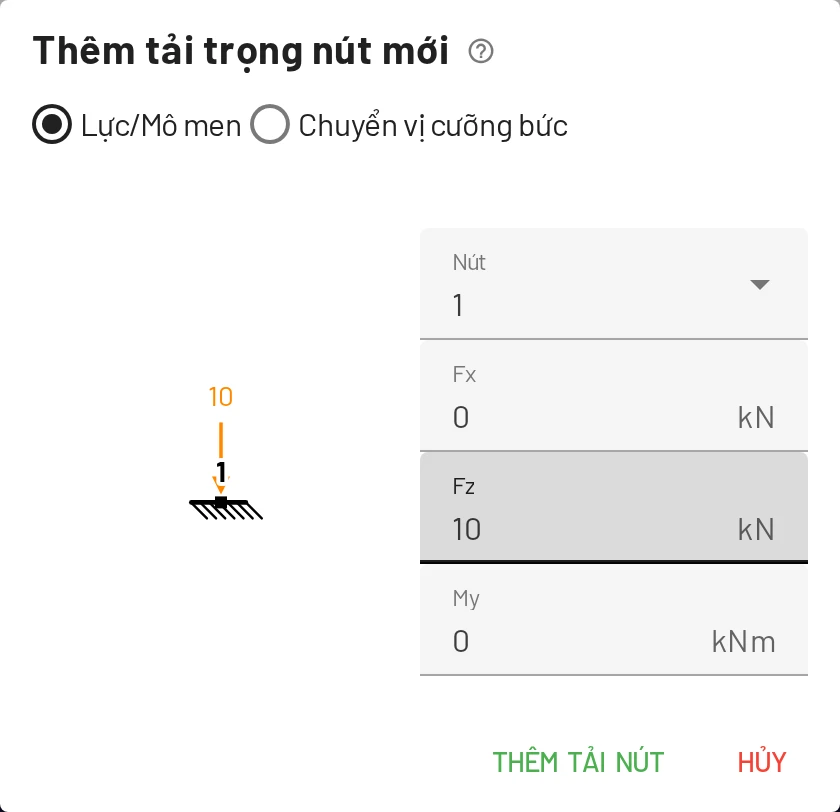 Thêm tải trọng nút mới ?
Lực/Mô men Chuyển vị cưỡng bức
Nút
1
Fx
0 kN
10
1
Fz
10 kN
My
0 kNm
THÊM TẢI NÚT HỦY